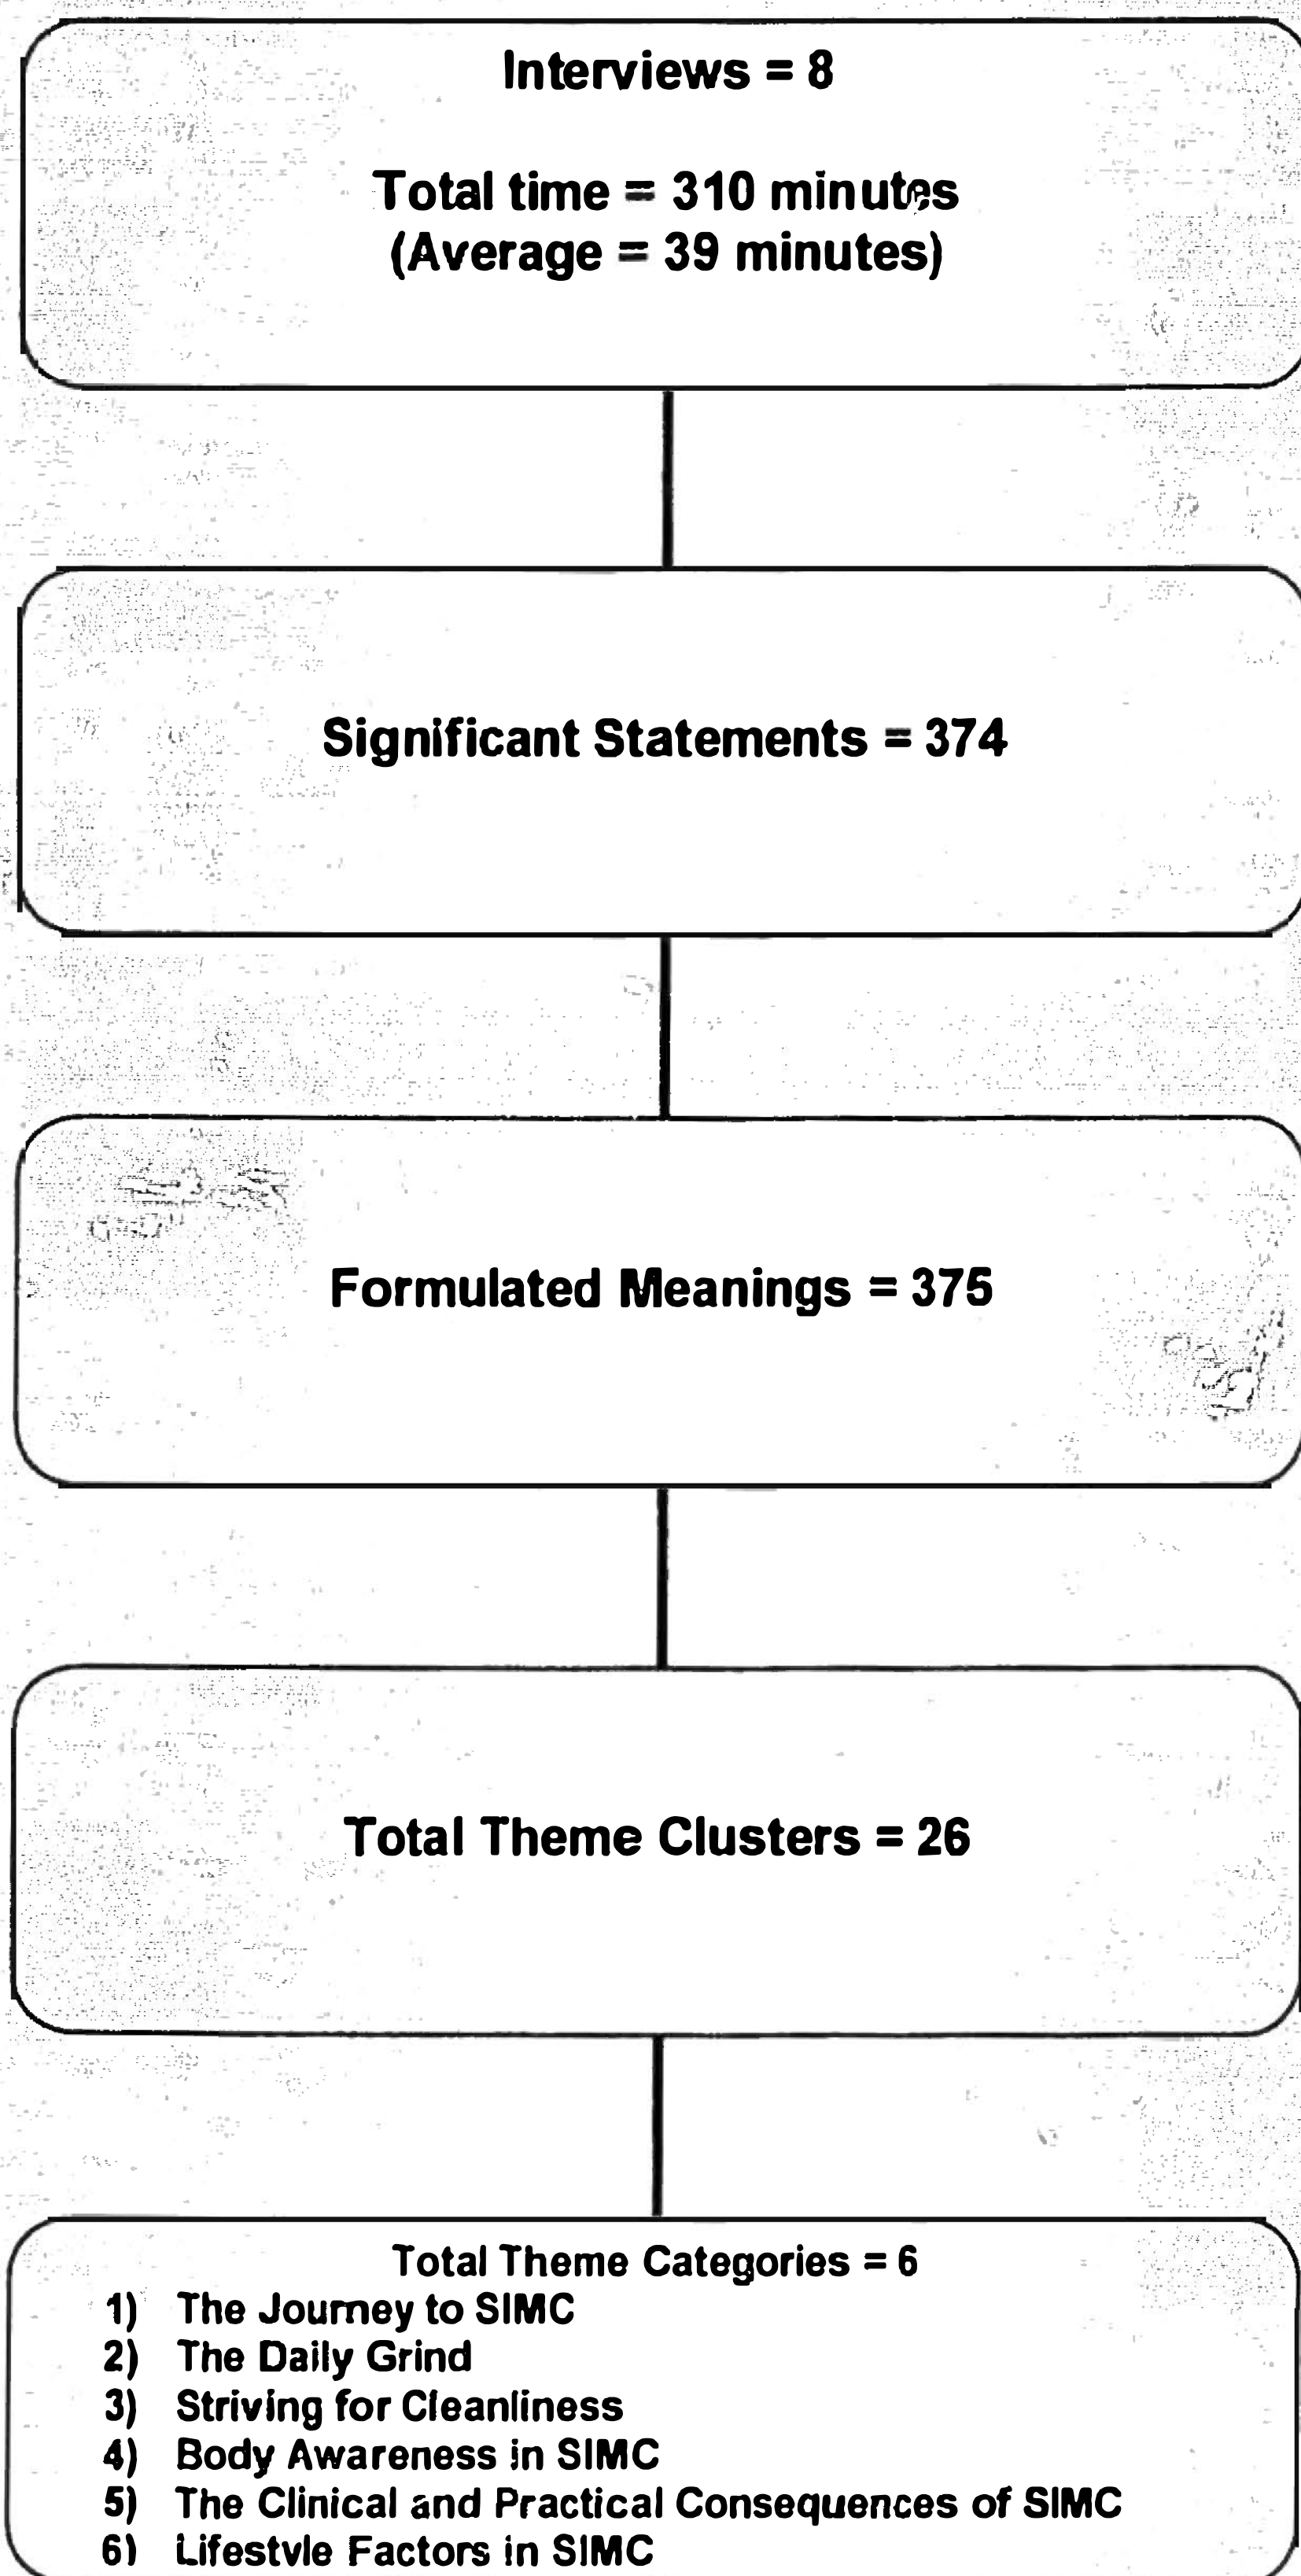 Interviews = 8
Total time = 310 minutes
(Average = 39 minutes)
Significant Statements = 374
Formulated Meanings = 375
Total Theme Clusters = 26
Total Theme Categories = 6
1) The Journey to SIMC
2) The Daily Grind
3) Striving for Cleanliness
4) Body Awareness in SIMC
5) The Clinical and Practical Consequences of SIMC
6) Lifestyle Factors in SIMC